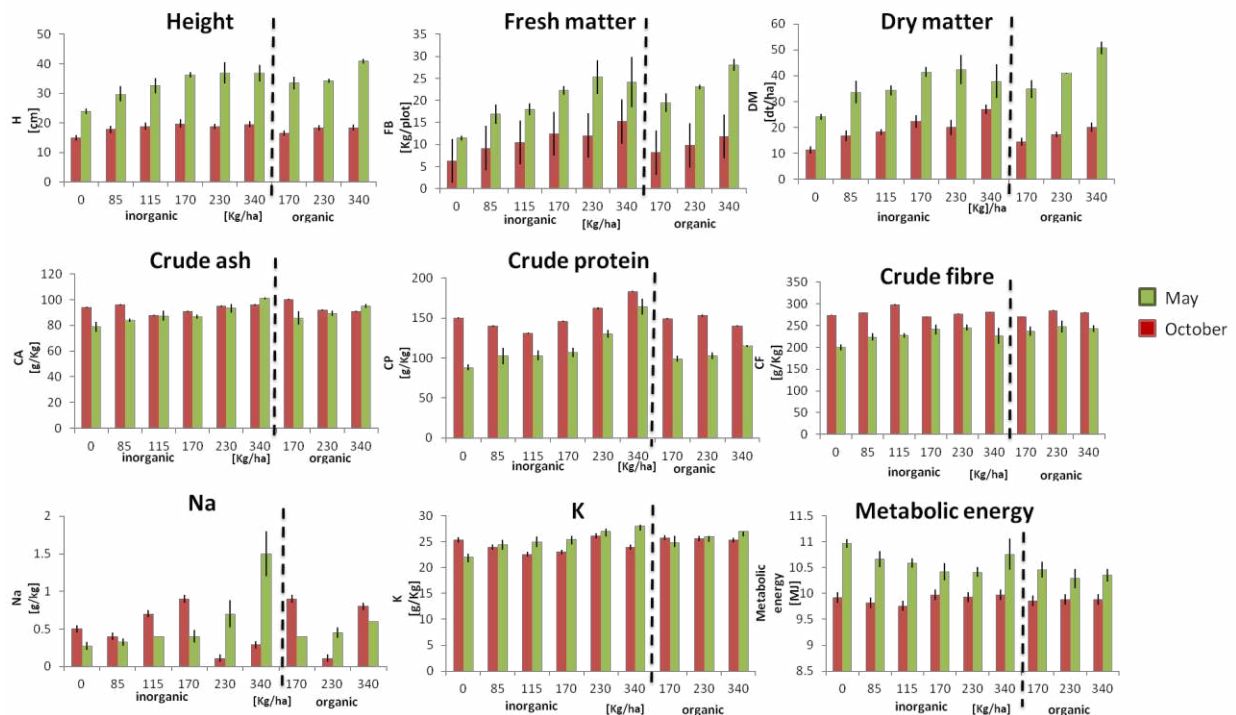 Height
H
[cm]
50
40
30
20
10
0
0 85 115 170 230 340 170 230 340
inorganic [Kg/ha] organic
Fresh matter
FB
[Kg/plot]
35
30
25
20
15
10
5
0
0 85 115 170 230 340 170 230 340
inorganic [Kg/ha] organic
Dry matter
DM
[dt/ha]
60
50
40
30
20
10
0
0 85 115 170 230 340 170 230 340
inorganic [Kg]/ha organic
Crude ash
CA
[g/Kg]
120
100
80
60
40
20
0
0 85 115 170 230 340 170 230 340
inorganic [Kg/ha] organic
Crude protein
CP
[g/Kg]
200
150
100
50
0
0 85 115 170 230 340 170 230 340
inorganic [Kg/ha] organic
Crude fibre
CF
[g/Kg]
350
300
250
200
150
100
50
0
0 85 115 170 230 340 170 230 340
inorganic [Kg/ha] organic
May
October
Na
Na
[g/Kg]
2
1.5
1
0.5
0
0 85 115 170 230 340 170 230 340
inorganic [Kg/ha] organic
K
K
[g/Kg]
30
25
20
15
10
5
0
0 85 115 170 230 340 170 230 340
inorganic [Kg/ha] organic
Metabolic energy
Metabolic
energy
[MJ]
11.5
11
10.5
10
9.5
9
8.5
0 85 115 170 230 340 170 230 340
inorganic [Kg/ha] organic